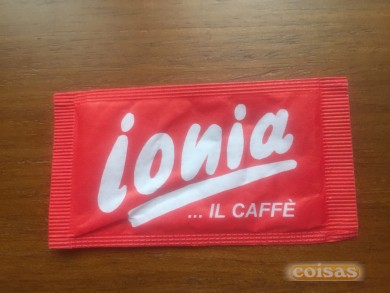 ionia
... IL CAFFÈ
coisas